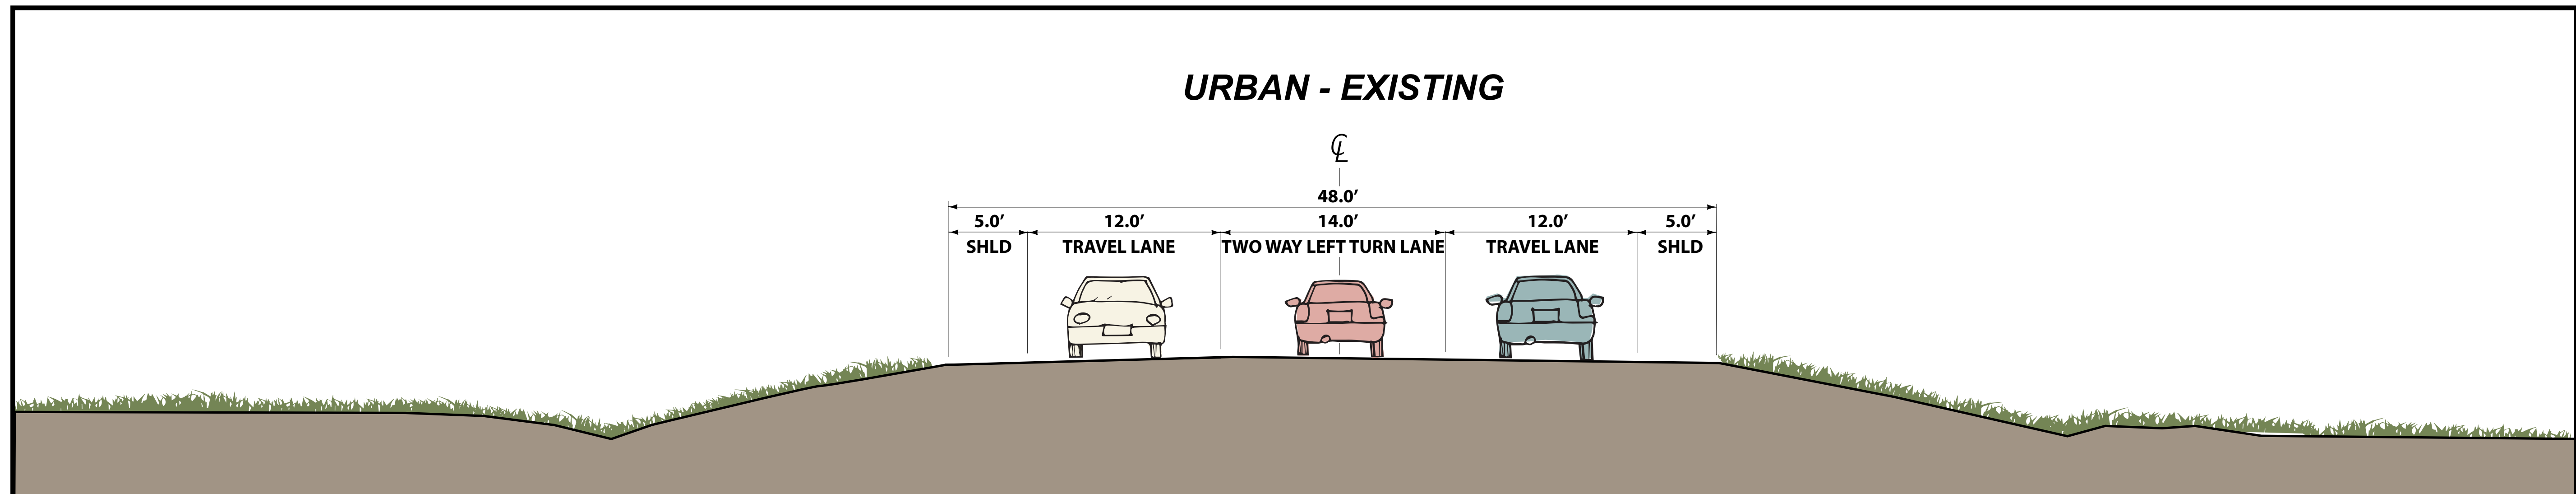 URBAN - EXISTING
℄
48.0’
5.0’ 12.0’ 14.0’ 12.0’ 5.0’
SHLD TRAVEL LANE TWO WAY LEFT TURN LANE TRAVEL LANE SHLD